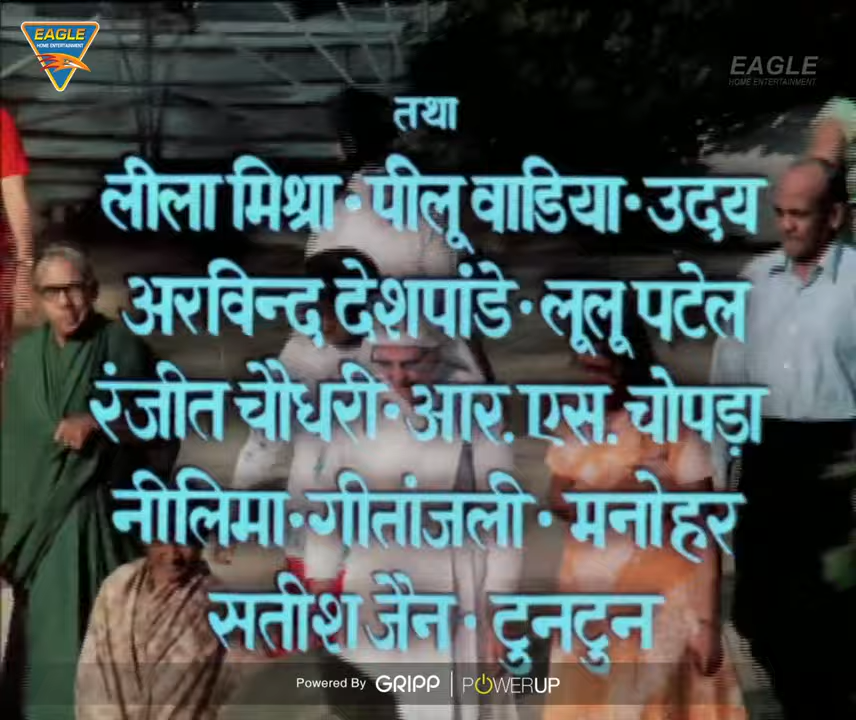 EAGLE
HOME ENTERTAINMENT
EAGLE
HOME ENTERTAINMENT
तथा
लीला मिश्रा · पीलू वाडिया · उदय
अरविन्द देशपांडे · लूलू पटेल
रंजीत चौधरी · आर. एस. चोपड़ा
नीलिमा · गीतांजली · मनोहर
सतीश जैन · टुनटुन
Powered By GRIPP | POWERUP